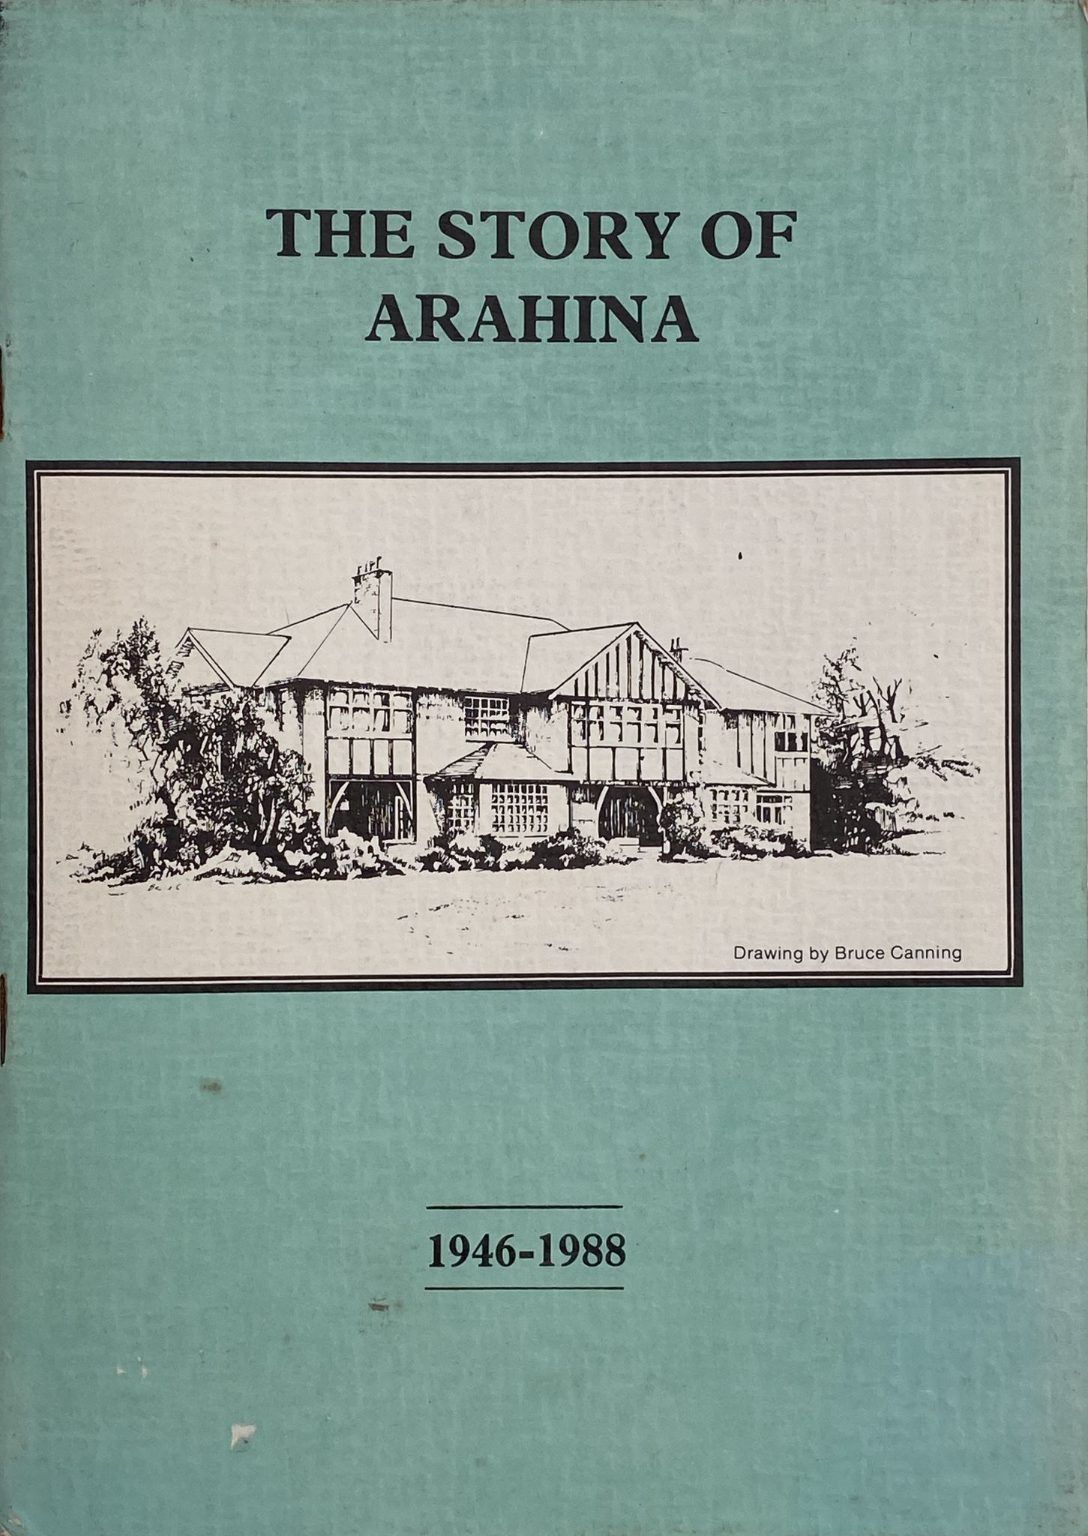 THE STORY OF
ARAHINA
Drawing by Bruce Canning
1946-1988